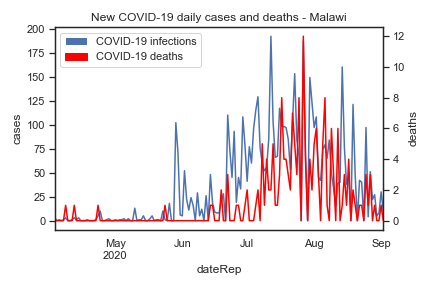 New COVID-19 daily cases and deaths - Malawi
COVID-19 infections
COVID-19 deaths
cases
200
175
150
125
100
75
50
25
0
deaths
12
10
8
6
4
2
0
May
2020
Jun
Jul
Aug
Sep
dateRep